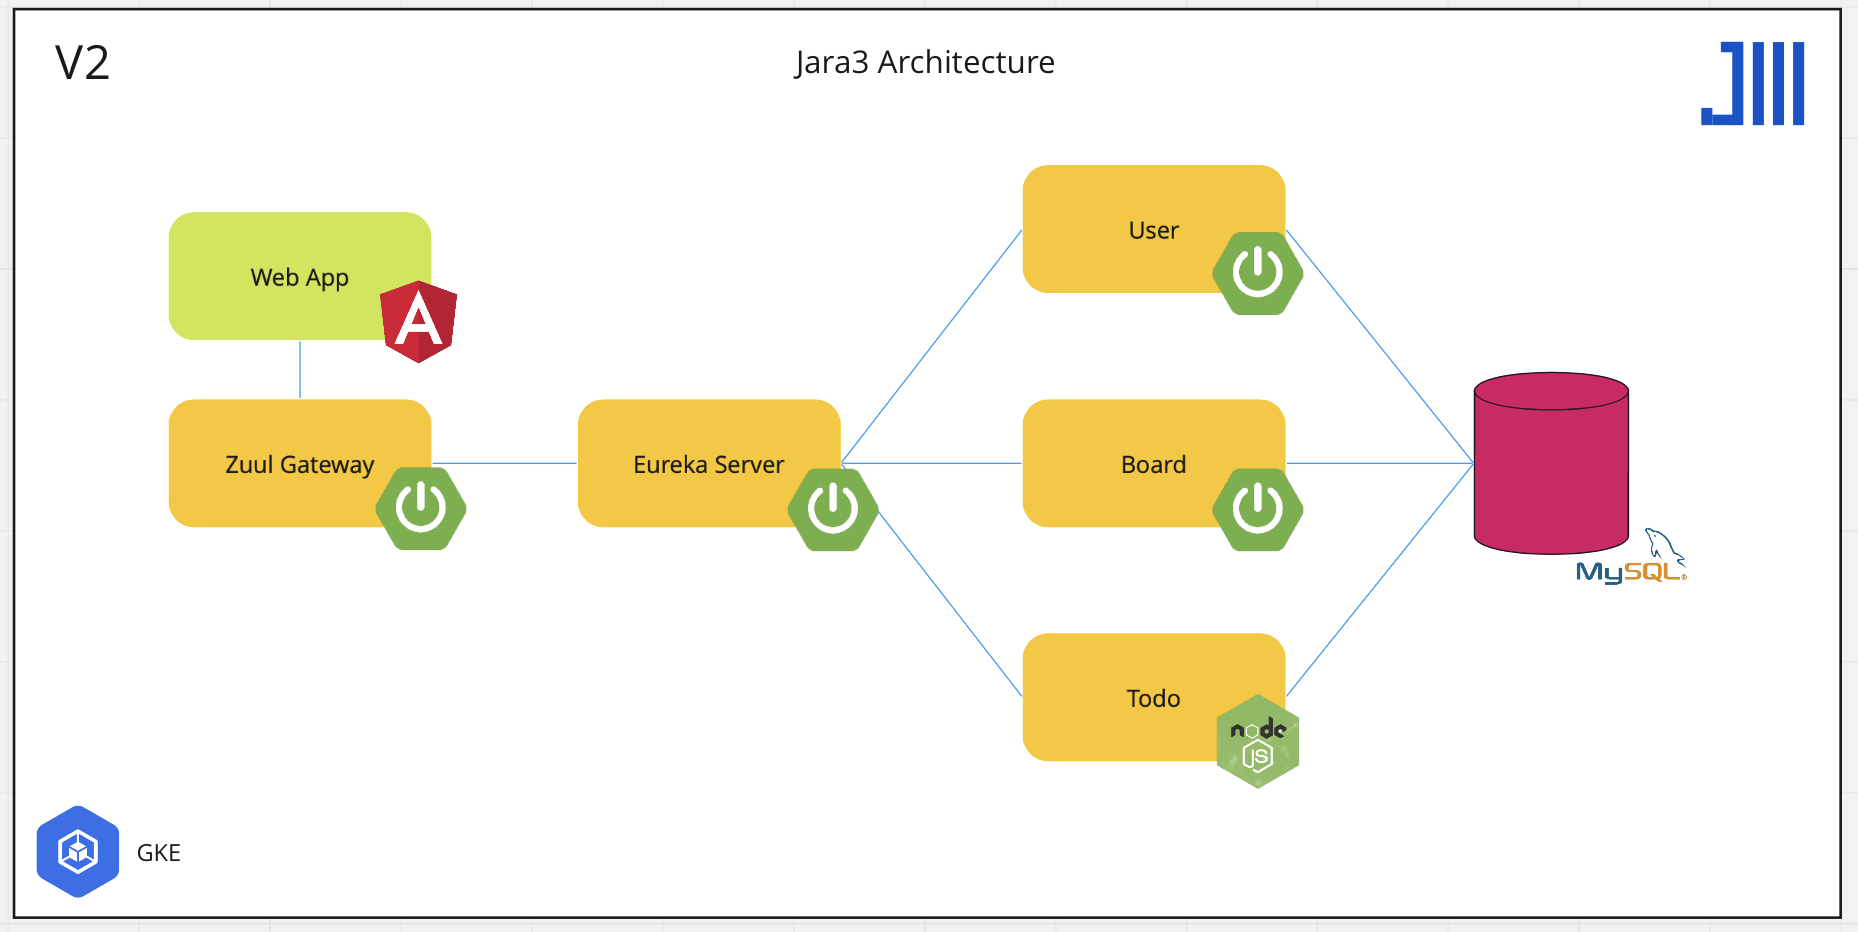 V2
Jara3 Architecture
Web App
Zuul Gateway
Eureka Server
User
Board
Todo
node
JS
MySQL®
GKE